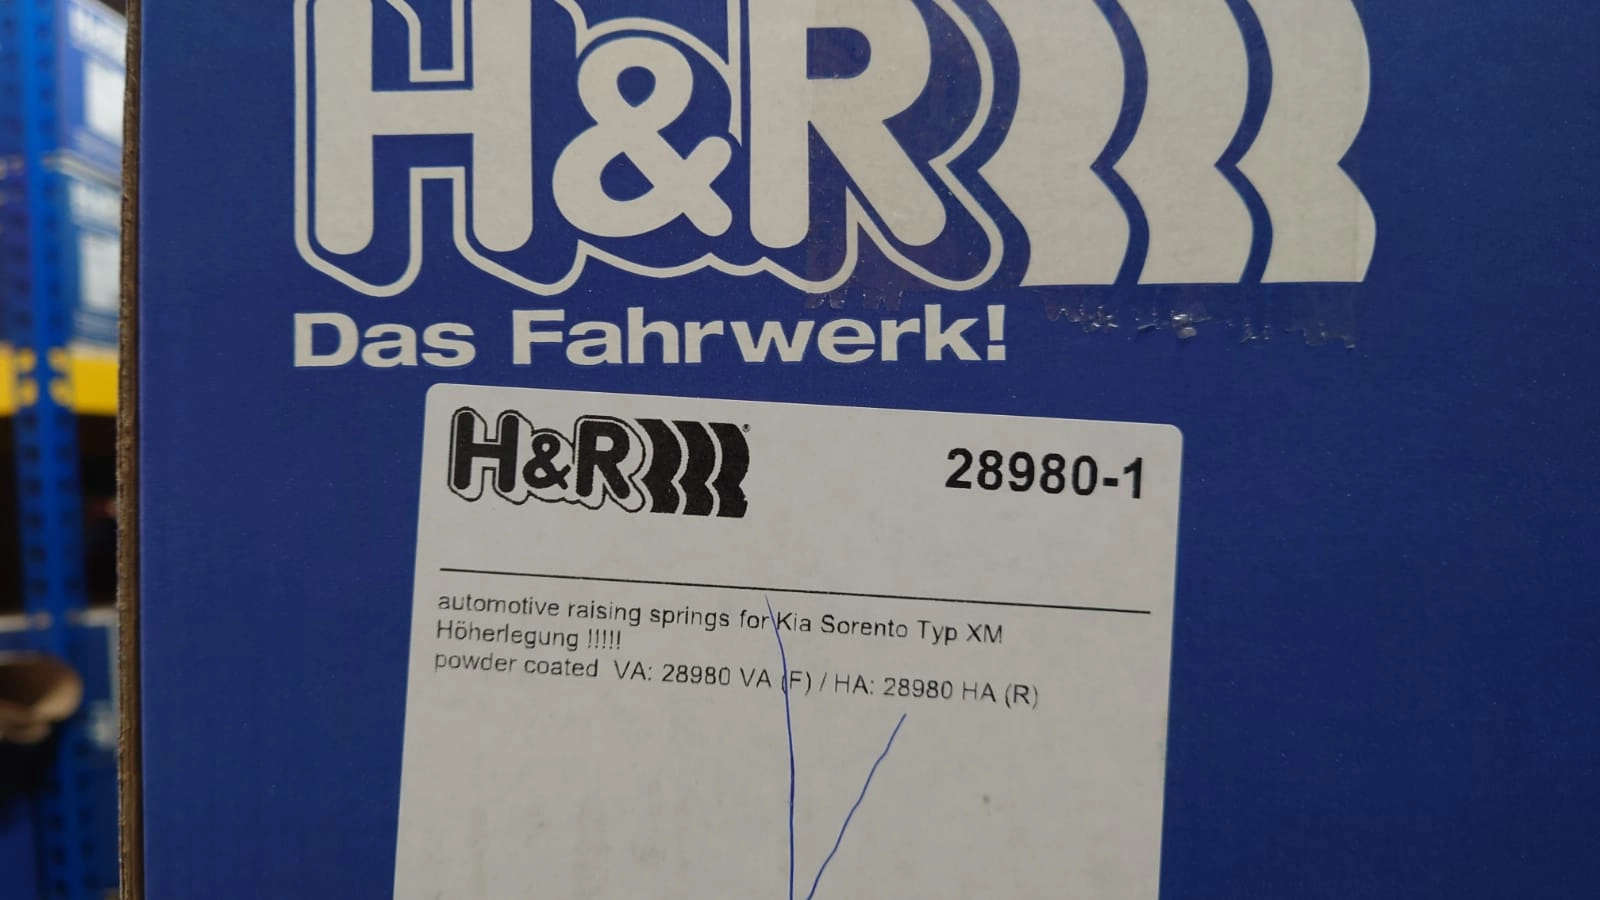 H&R
Das Fahrwerk!
H&R®
28980-1
automotive raising springs for Kia Sorento Typ XM
Höherlegung !!!!!
powder coated VA: 28980 VA (F) / HA: 28980 HA (R)